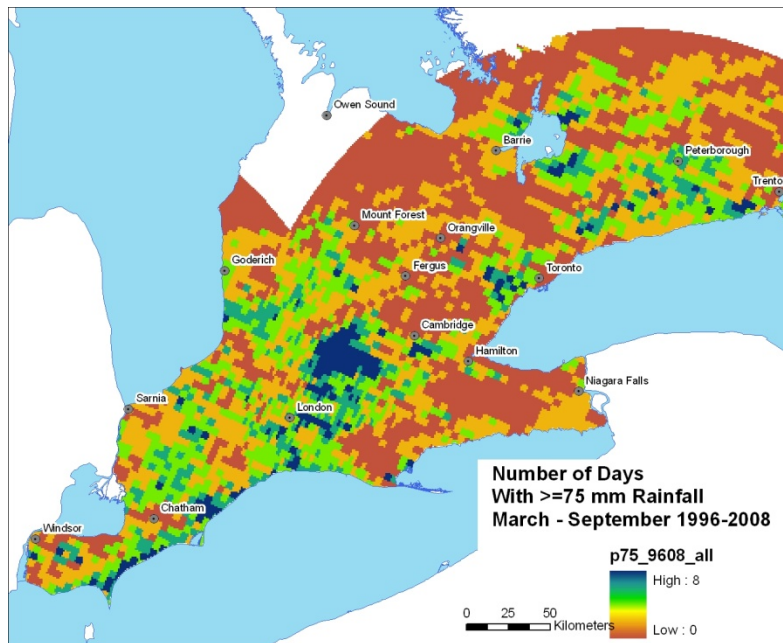 Owen Sound
Barrie
Peterborough
Trento
Mount Forest
Orangville
Goderich
Fergus
Toronto
Cambridge
Hamilton
Niagara Falls
Sarnia
London
Chatham
Windsor
Number of Days
With >=75 mm Rainfall
March - September 1996-2008
p75_9608_all
High : 8
Low : 0
0 25 50
Kilometers